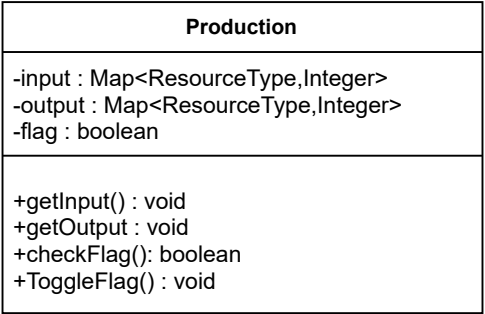 Production
-input : Map<ResourceType,Integer>
-output : Map<ResourceType,Integer>
-flag : boolean
+getInput() : void
+getOutput : void
+checkFlag(): boolean
+ToggleFlag() : void